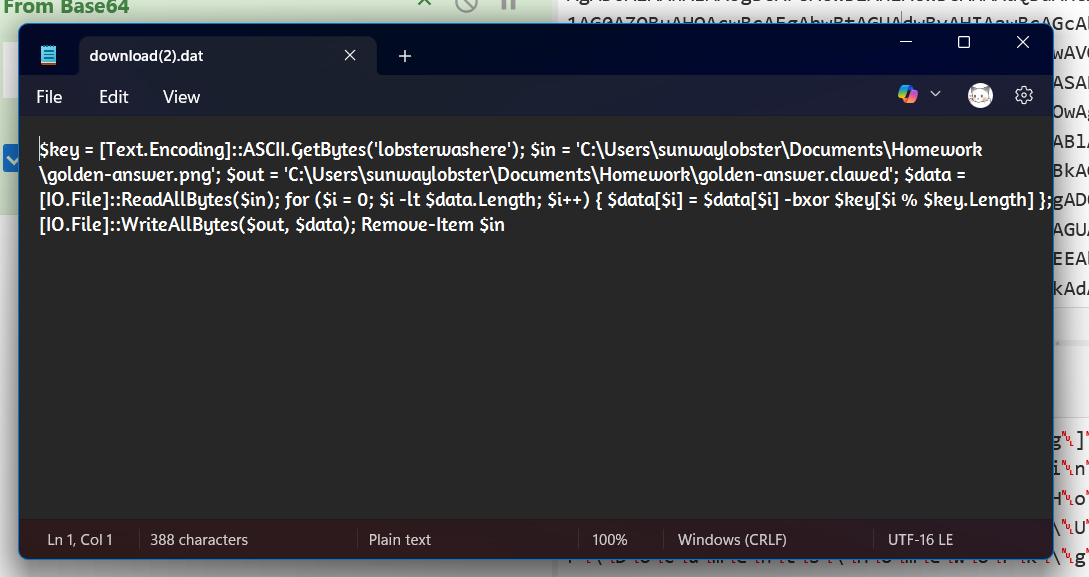 From Base64
download(2).dat
File Edit View
$key = [Text.Encoding]::ASCII.GetBytes('lobsterwashere'); $in = 'C:\Users\sunwaylobster\Documents\Homework
\golden-answer.png'; $out = 'C:\Users\sunwaylobster\Documents\Homework\golden-answer.clawed'; $data =
[IO.File]::ReadAllBytes($in); for ($i = 0; $i -lt $data.Length; $i++) { $data[$i] = $data[$i] -bxor $key[$i % $key.Length] };
[IO.File]::WriteAllBytes($out, $data); Remove-Item $in
Ln 1, Col 1 388 characters Plain text 100% Windows (CRLF) UTF-16 LE